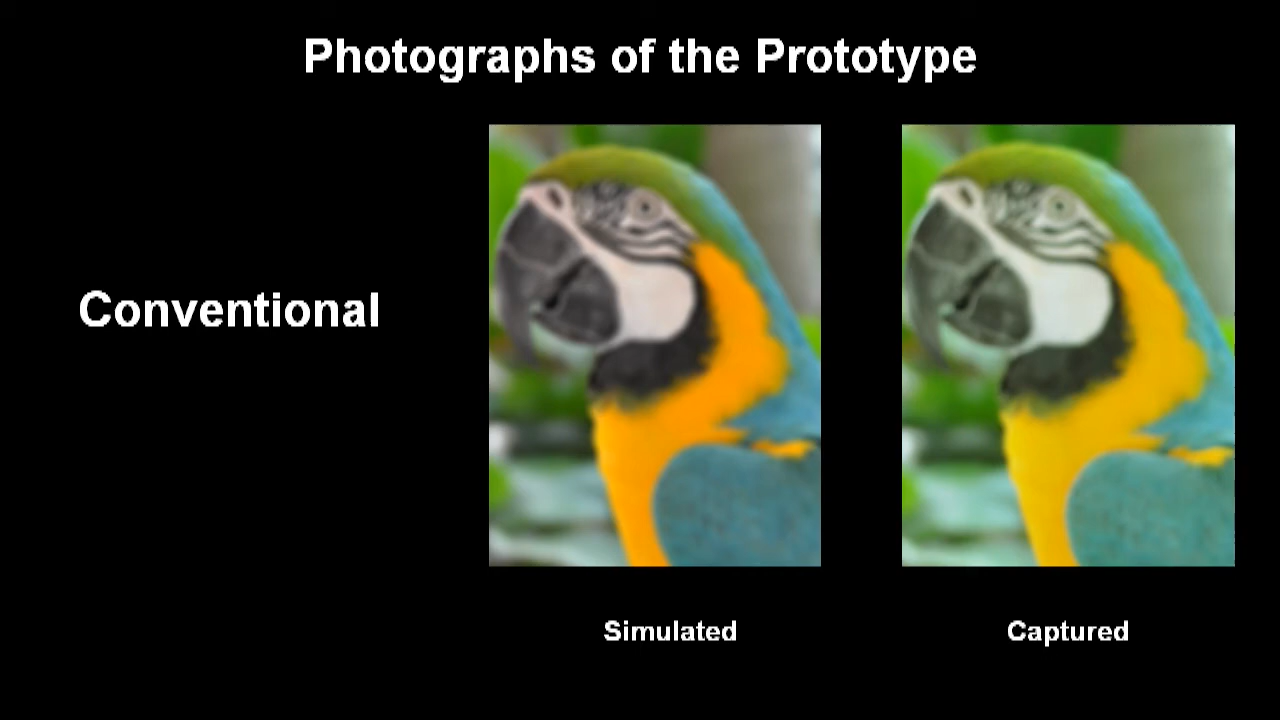 Photographs of the Prototype
Conventional
Simulated
Captured